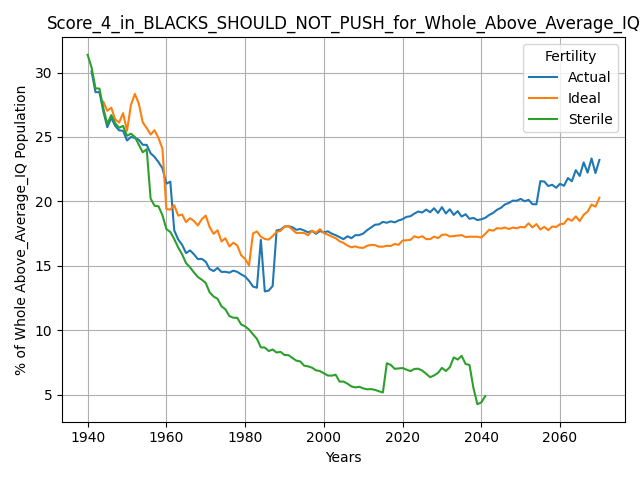 Score_4_in_BLACKS_SHOULD_NOT_PUSH_for_Whole_Above_Average_IQ
% of Whole Above_Average_IQ Population
30
25
20
15
10
5
Fertility
Actual
Ideal
Sterile
1940 1960 1980 2000 2020 2040 2060
Years